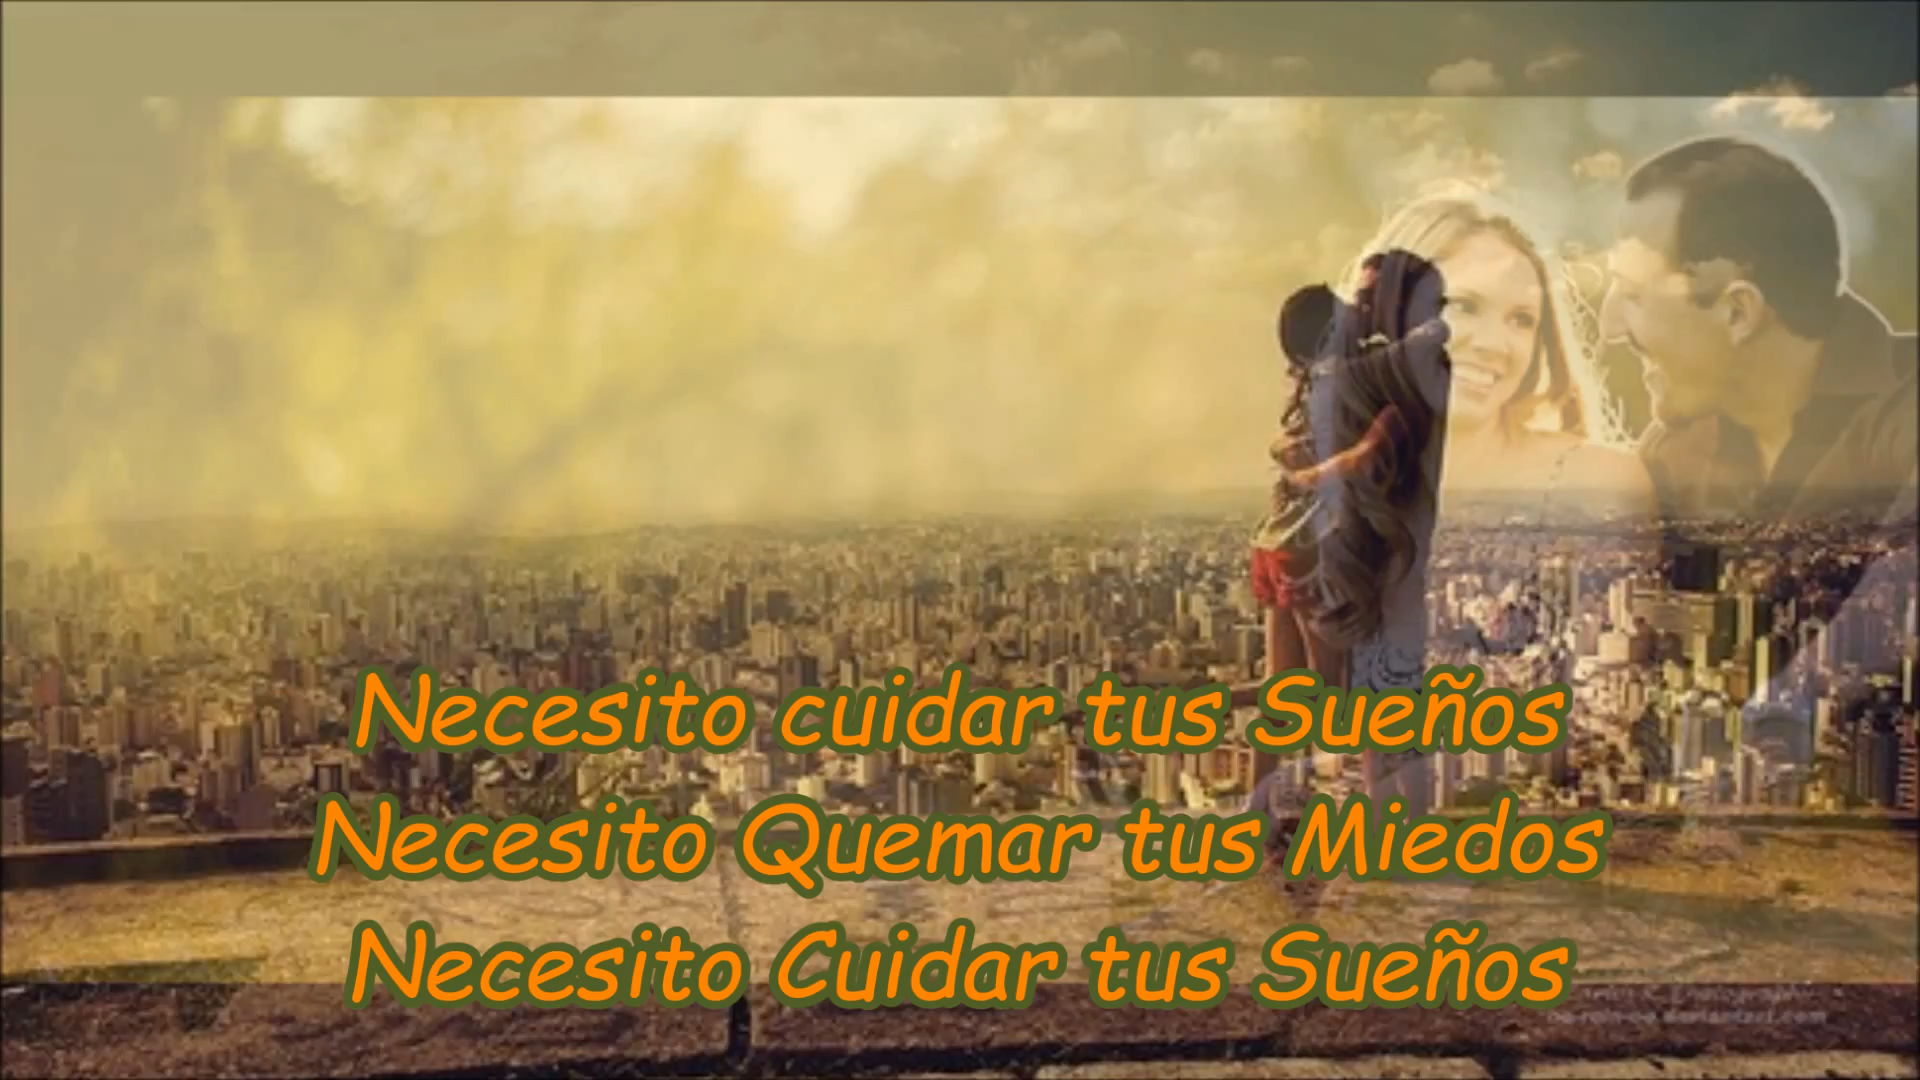 Necesito cuidar tus Sueños
Necesito Quemar tus Miedos
Necesito Cuidar tus Sueños